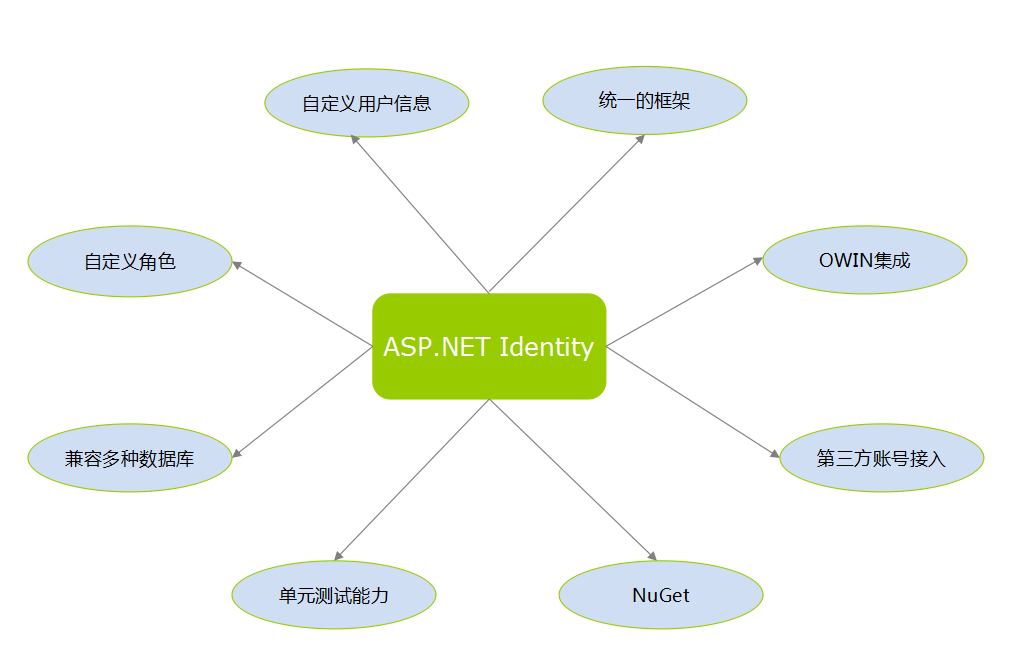 自定义用户信息
统一的框架
自定义角色
OWIN集成
ASP.NET Identity
兼容多种数据库
第三方账号接入
单元测试能力
NuGet